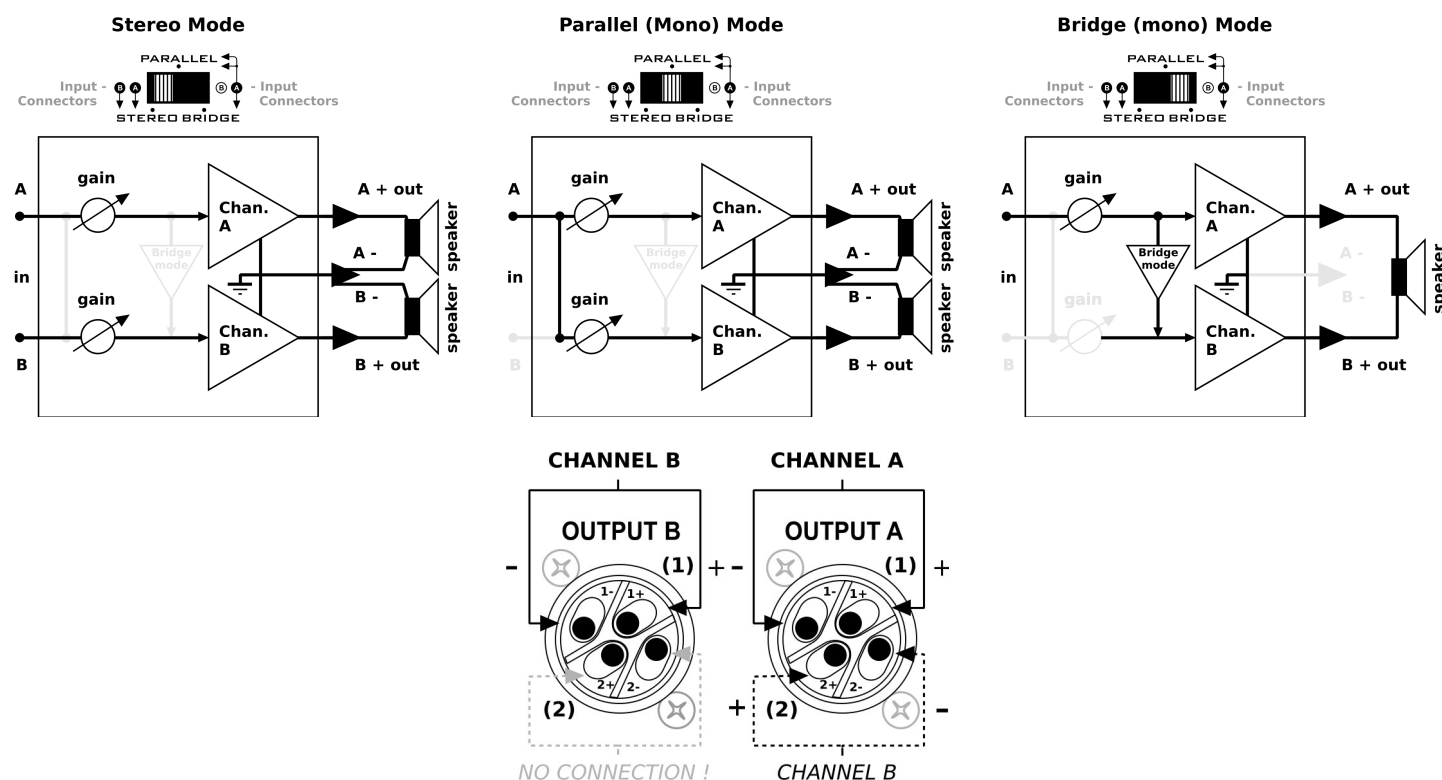 Stereo Mode
PARALLEL
Input -
Connectors
B A
B A
- Input
Connectors
STEREO BRIDGE
A
gain
Chan.
A
A + out
speaker
Bridge
mode
A -
in
B -
gain
Chan.
B
speaker
B
B + out
Parallel (Mono) Mode
PARALLEL
Input -
Connectors
B A
B A
- Input
Connectors
STEREO BRIDGE
A
gain
Chan.
A
A + out
speaker
Bridge
mode
A -
in
B -
gain
Chan.
B
speaker
B
B + out
Bridge (mono) Mode
PARALLEL
Input -
Connectors
B A
B A
- Input
Connectors
STEREO BRIDGE
A
gain
Chan.
A
A + out
Bridge
mode
A -
in
B -
speaker
gain
Chan.
B
B
B + out
CHANNEL B
OUTPUT B
- (1) +
1- 1+
2+ 2-
(2)
NO CONNECTION !
CHANNEL A
OUTPUT A
- (1) +
1- 1+
2+ 2-
+ (2) -
CHANNEL B